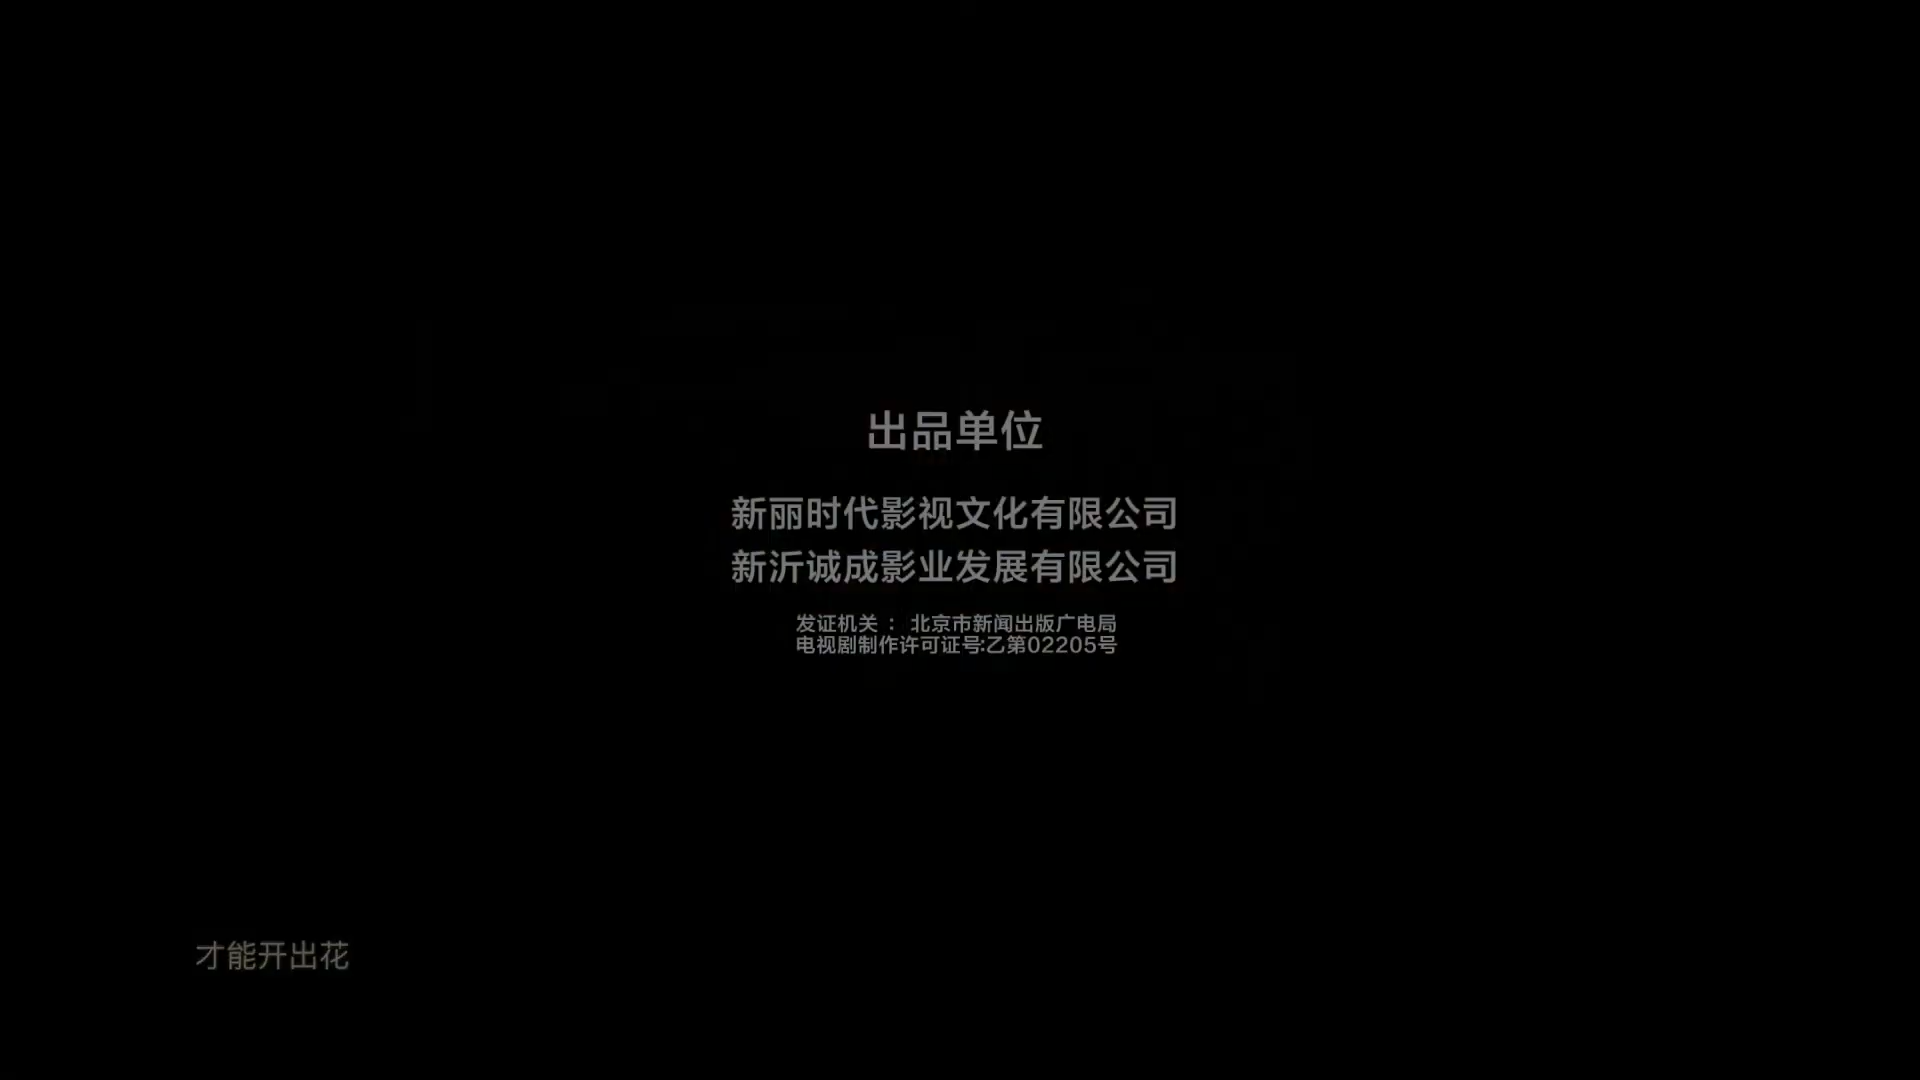 出品单位
新丽时代影视文化有限公司
新沂诚成影业发展有限公司
发证机关 ： 北京市新闻出版广电局
电视剧制作许可证号:乙第02205号
才能开出花